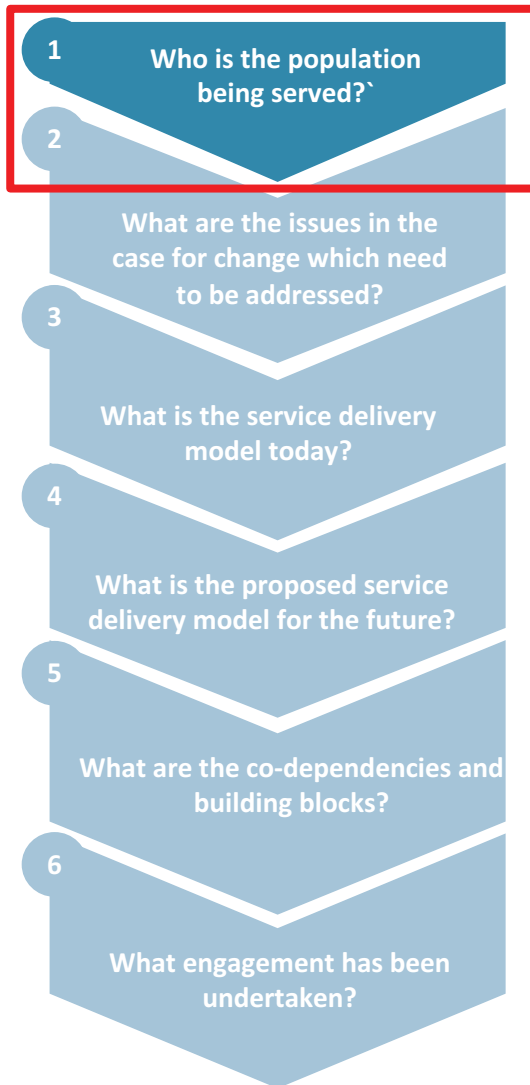 1
Who is the population
being served?`
2
What are the issues in the
case for change which need
to be addressed?
3
What is the service delivery
model today?
4
What is the proposed service
delivery model for the future?
5
What are the co-dependencies and
building blocks?
6
What engagement has been
undertaken?